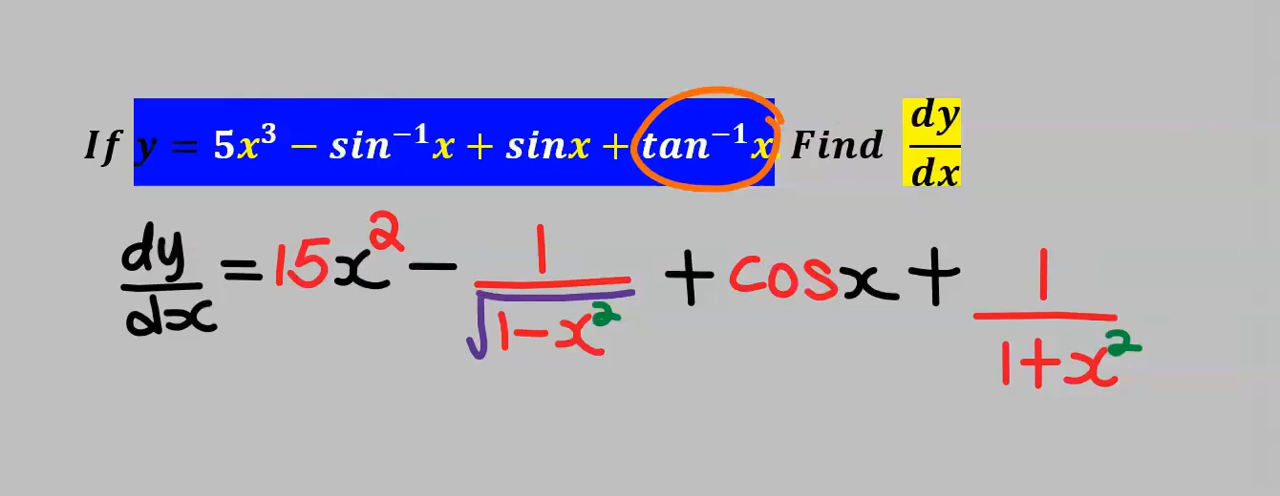 If y = 5x³ − sin⁻¹x + sinx + tan⁻¹x Find dy/dx
dy/dx = 15x² − 1/√(1−x²) + cosx + 1/(1+x²)